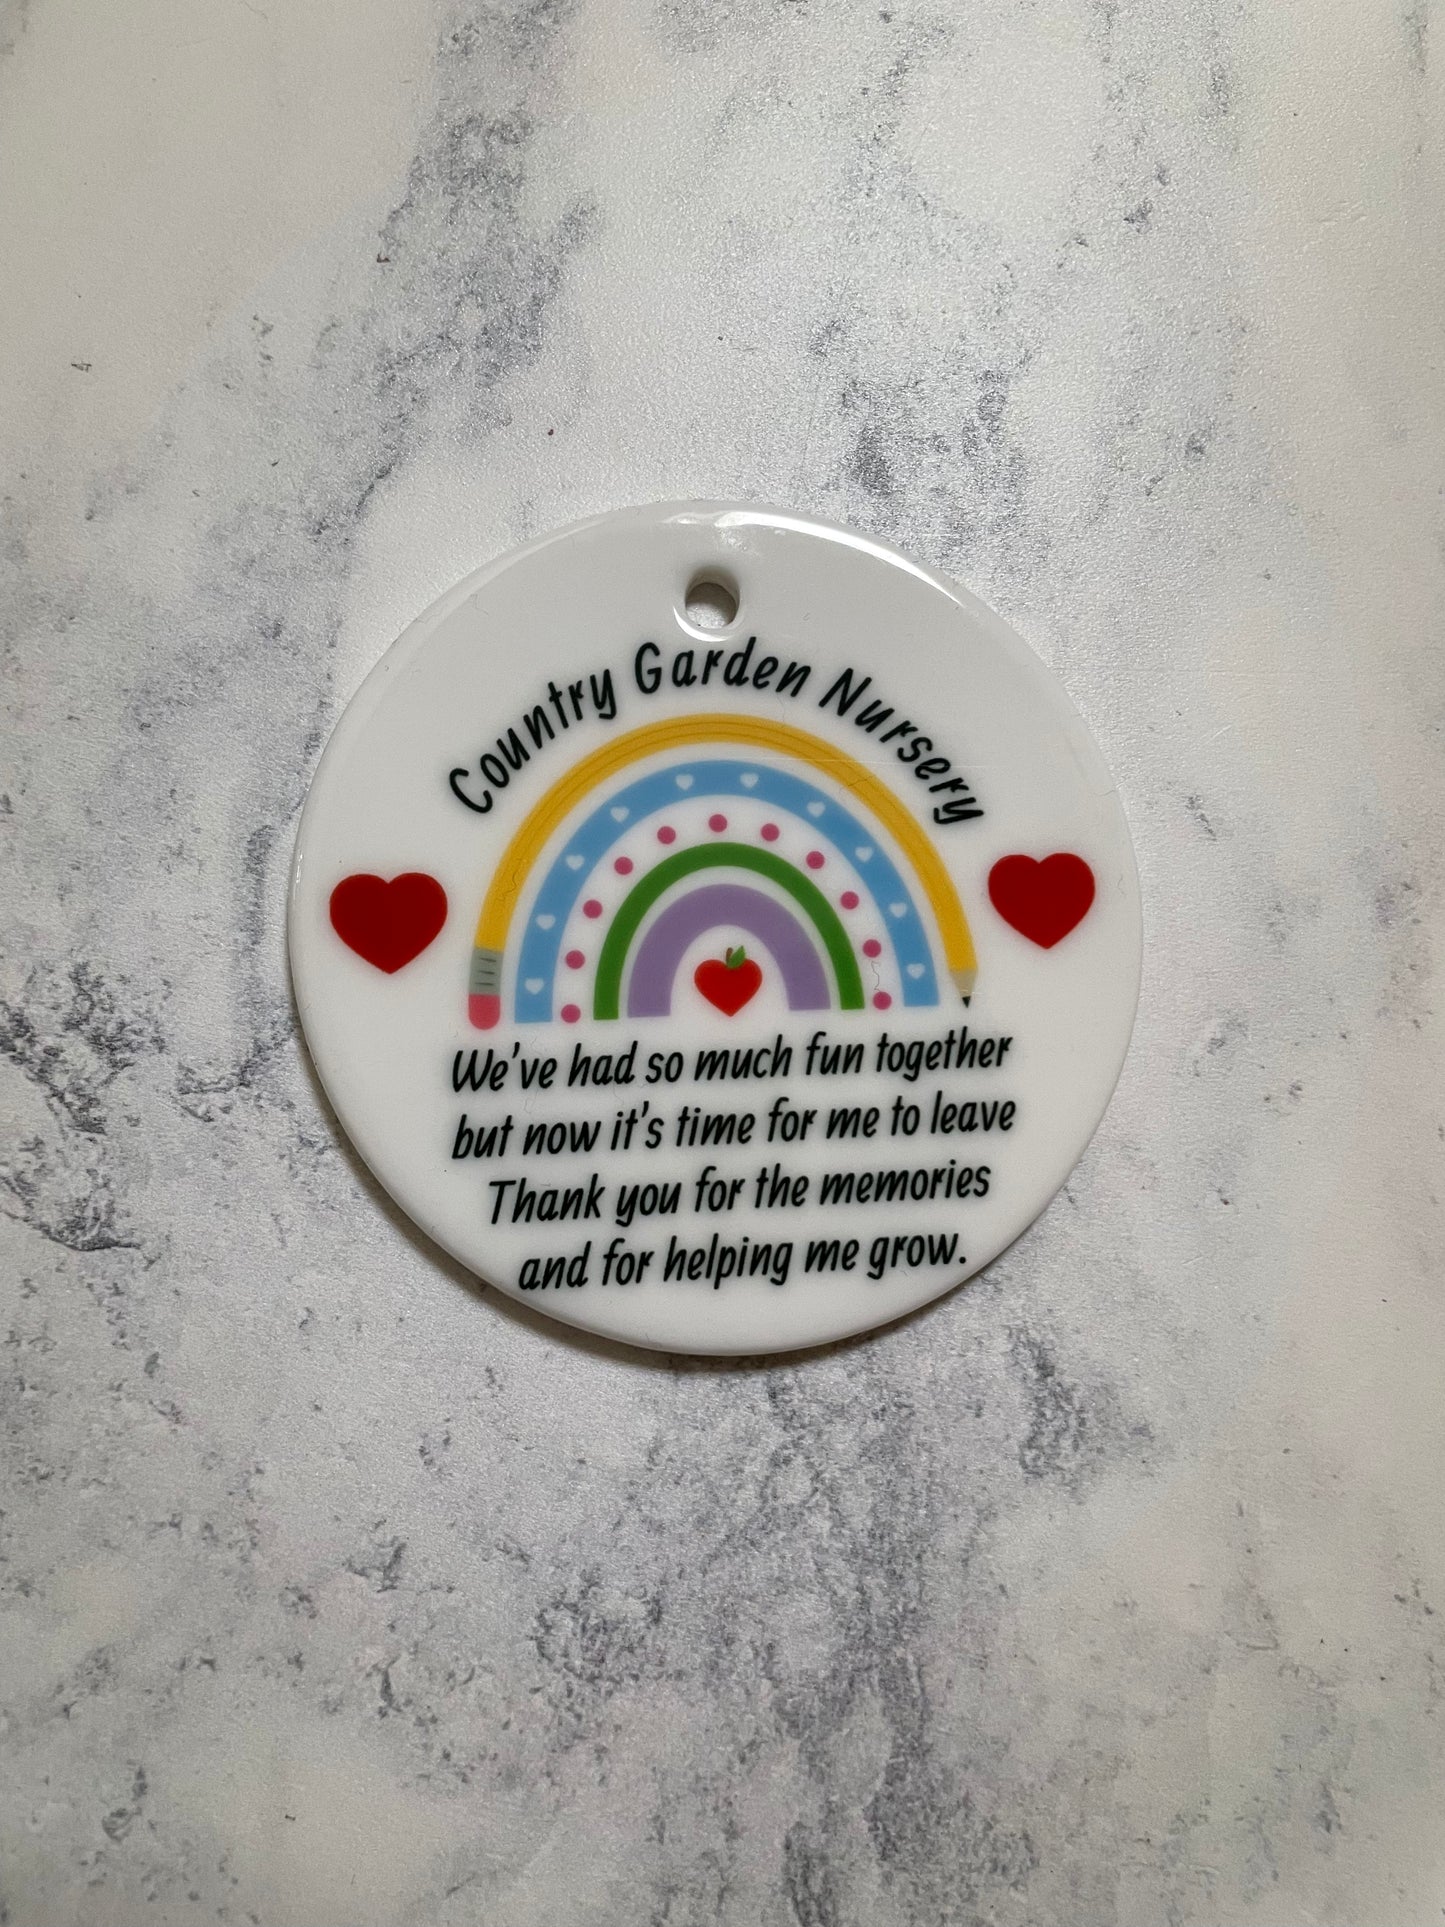 Country Garden Nursery
We've had so much fun together
but now it's time for me to leave
Thank you for the memories
and for helping me grow.